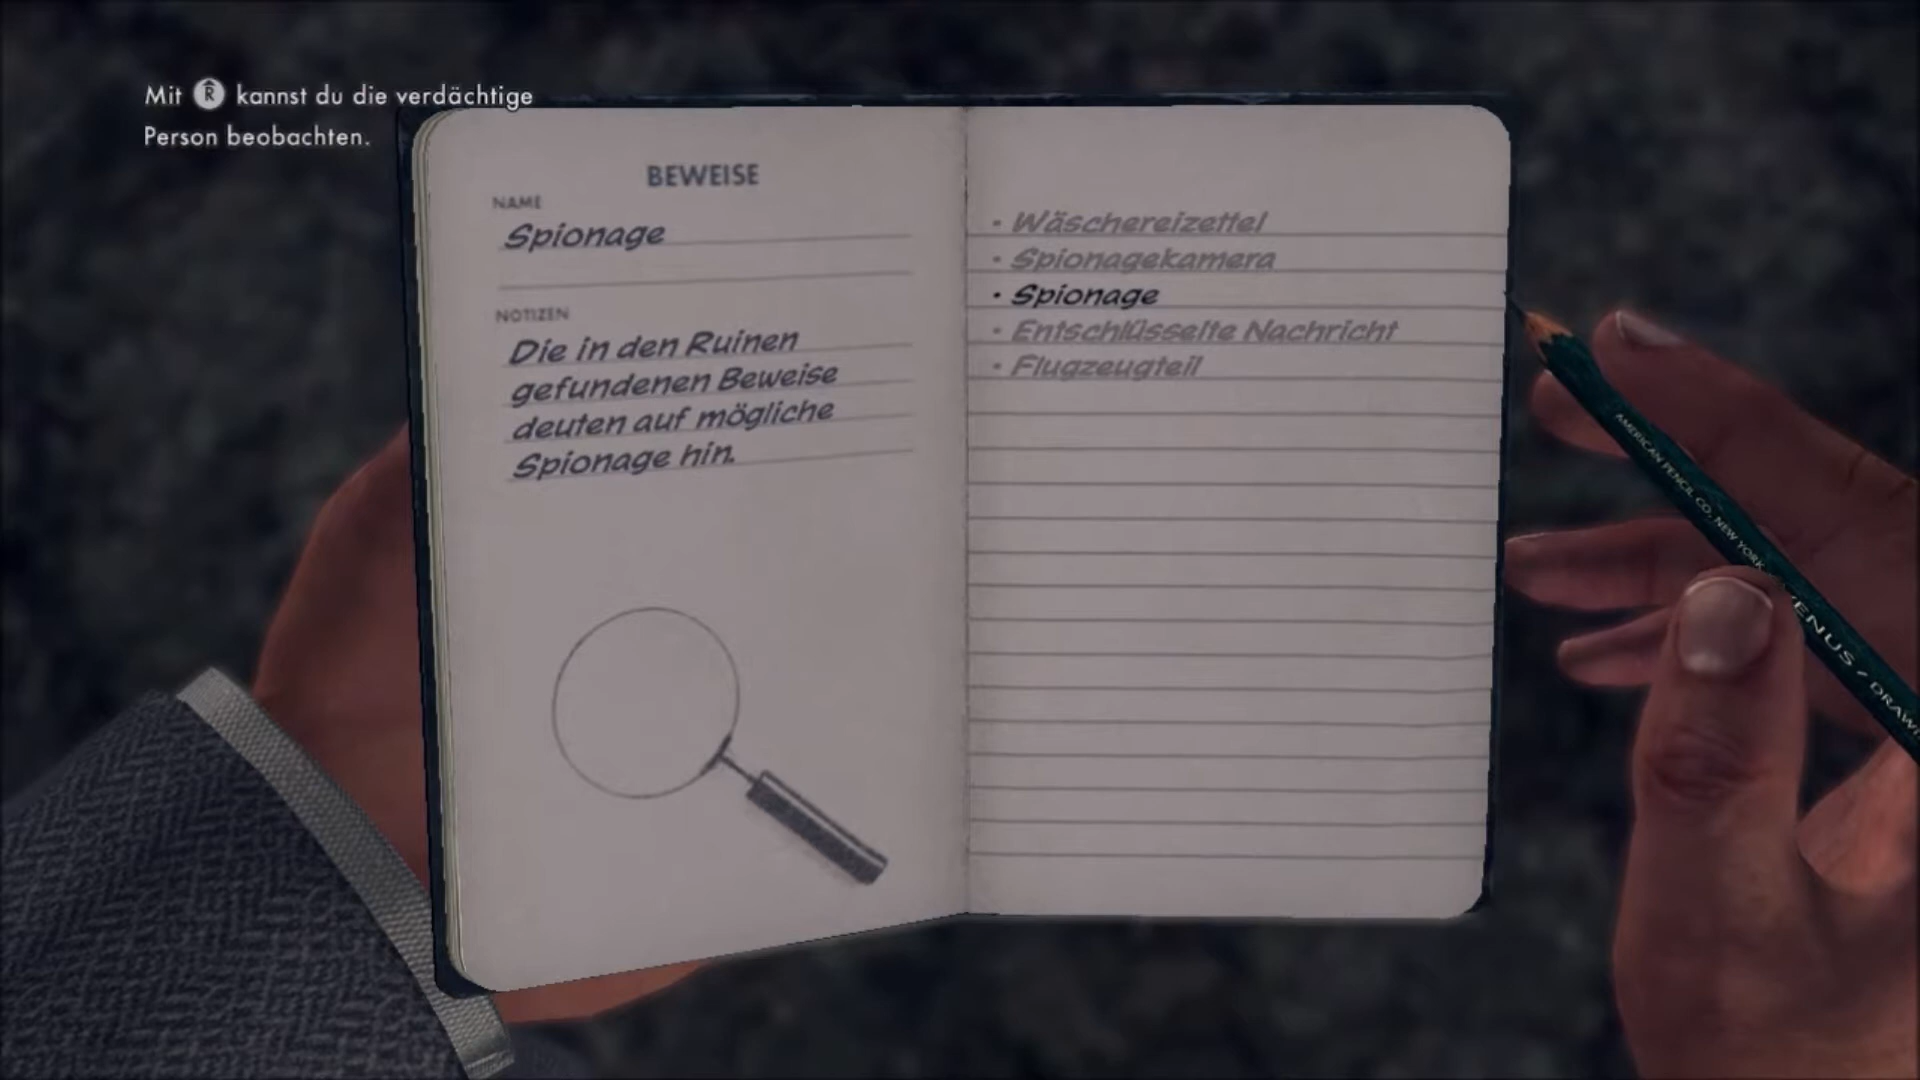 Mit R kannst du die verdächtige
Person beobachten.
BEWEISE
NAME
Spionage
NOTIZEN
Die in den Ruinen
gefundenen Beweise
deuten auf mögliche
Spionage hin.
• Wäschereizettel
• Spionagekamera
• Spionage
• Entschlüsselte Nachricht
• Flugzeugteil
AMERICAN PENCIL CO. NEW YORK VENUS - DRAWI